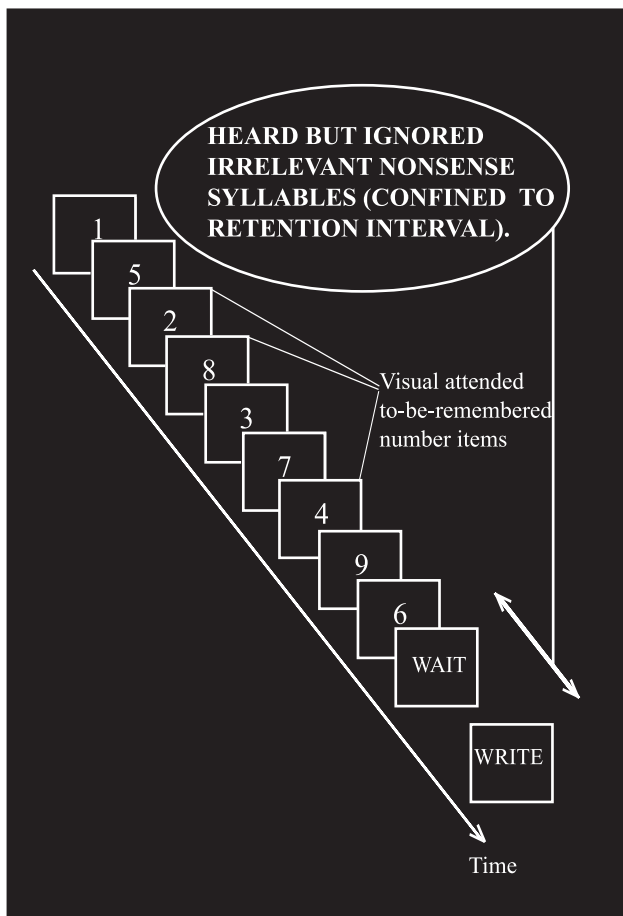 HEARD BUT IGNORED
IRRELEVANT NONSENSE
SYLLABLES (CONFINED TO
RETENTION INTERVAL).
1
5
2
8
3
7
4
9
6
Visual attended
to-be-remembered
number items
WAIT
WRITE
Time